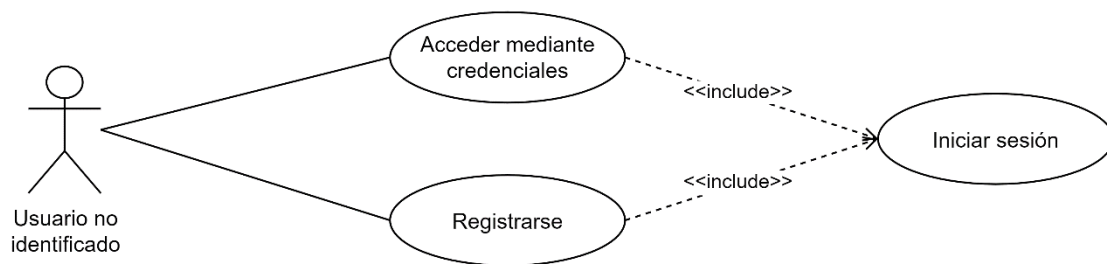 Acceder mediante
credenciales
<<include>>
Iniciar sesión
<<include>>
Registrarse
Usuario no
identificado